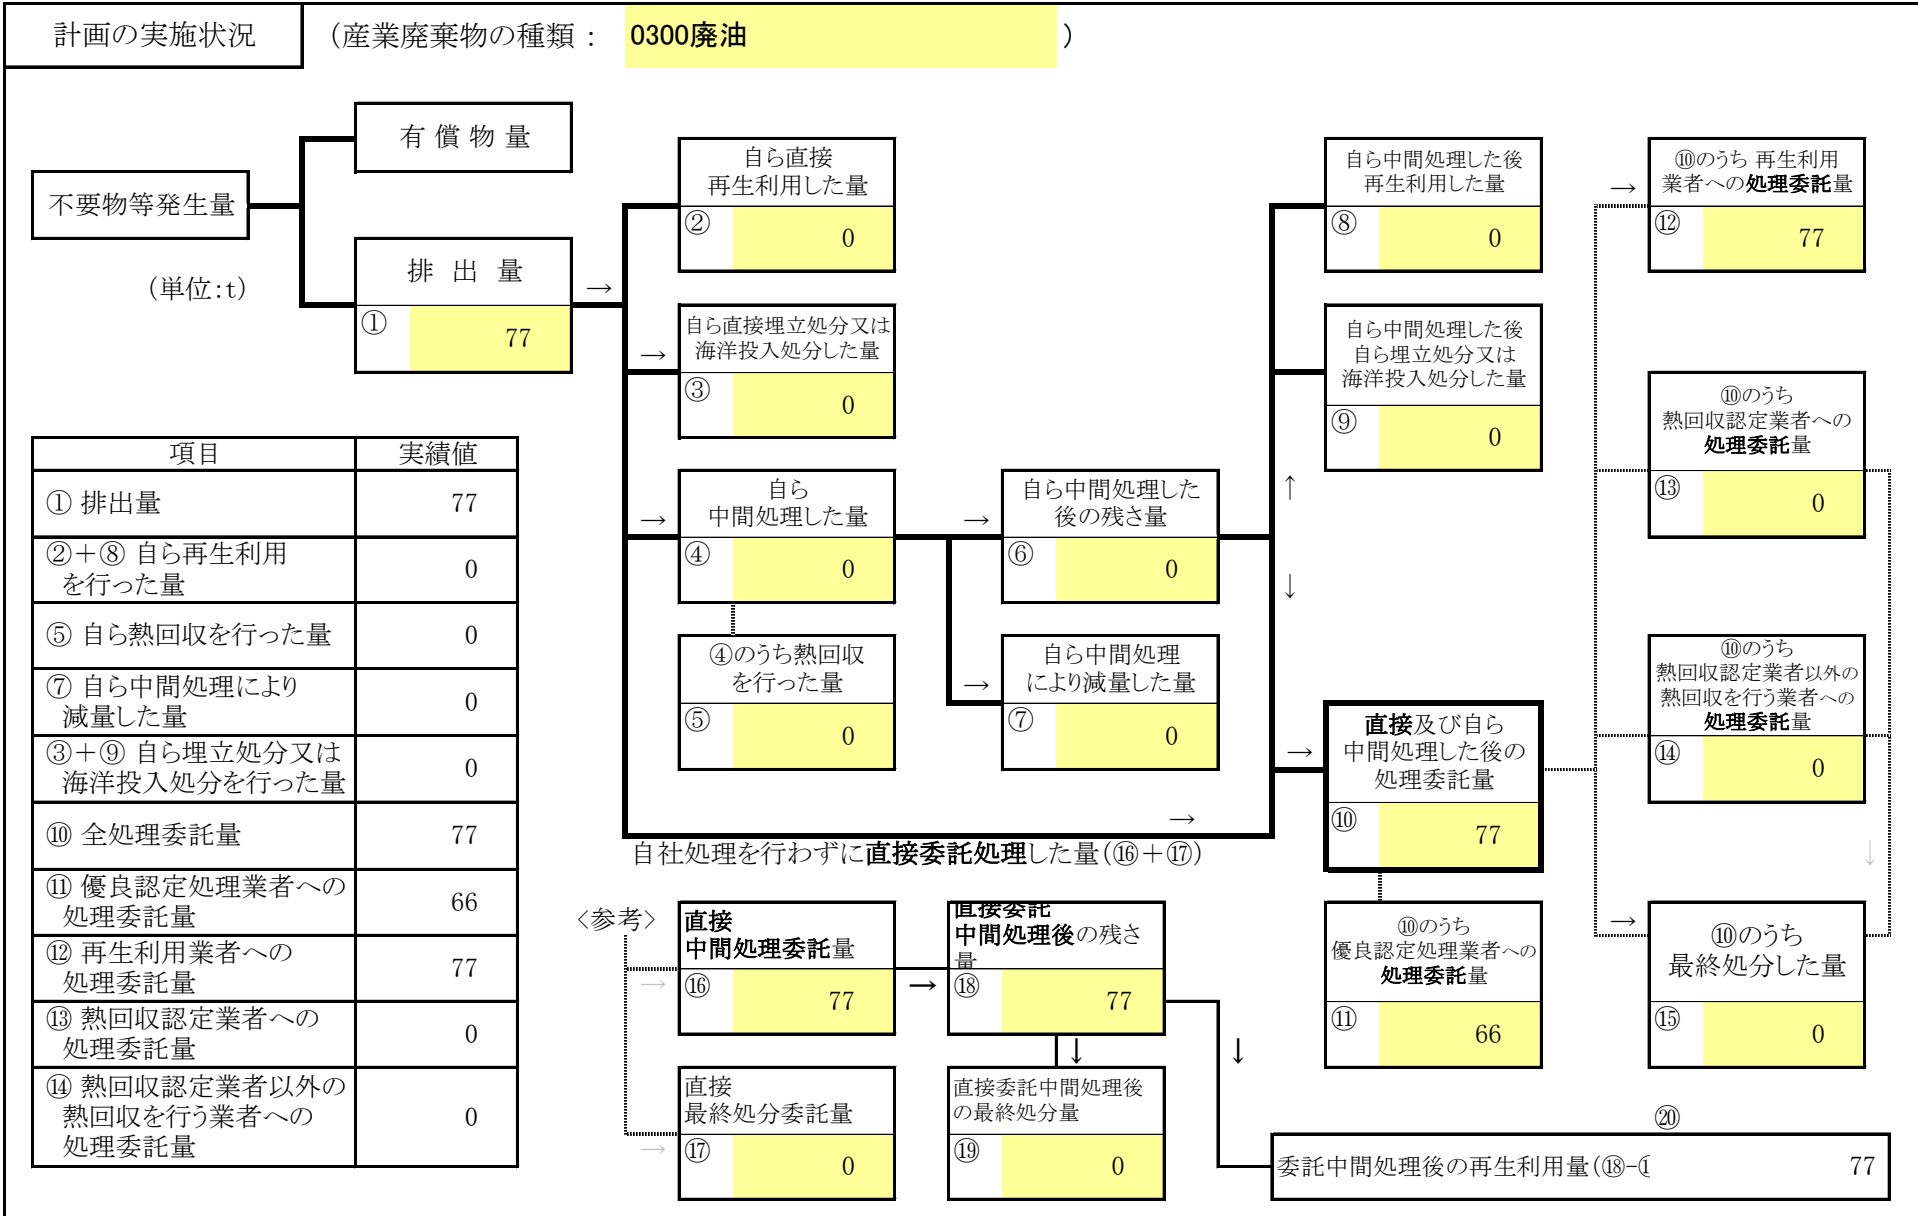 計画の実施状況
（産業廃棄物の種類： 0300廃油 ）
有 償 物 量
不要物等発生量
（単位:t）
排 出 量
① 77
→
自ら直接
再生利用した量
② 0
→
自ら直接埋立処分又は
海洋投入処分した量
③ 0
→
自ら
中間処理した量
④ 0
④のうち熱回収
を行った量
⑤ 0
→
自ら中間処理した
後の残さ量
⑥ 0
→
自ら中間処理
により減量した量
⑦ 0
自ら中間処理した後
再生利用した量
⑧ 0
自ら中間処理した後
自ら埋立処分又は
海洋投入処分した量
⑨ 0
↑
↓
→
直接及び自ら
中間処理した後の
処理委託量
⑩ 77
⑩のうち
優良認定処理業者への
処理委託量
⑪ 66
→
⑩のうち 再生利用
業者への処理委託量
⑫ 77
⑩のうち
熱回収認定業者への
処理委託量
⑬ 0
⑩のうち
熱回収認定業者以外の
熱回収を行う業者への
処理委託量
⑭ 0
↓
→
⑩のうち
最終処分した量
⑮ 0
→
自社処理を行わずに直接委託処理した量（⑯＋⑰）
〈参考〉
→
直接
中間処理委託量
⑯ 77
→
直接委託
中間処理後の残さ
量
⑱ 77
→
直接
最終処分委託量
⑰ 0
↓
直接委託中間処理後
の最終処分量
⑲ 0
↓
⑳
委託中間処理後の再生利用量（⑱-
77
項目 実績値
① 排出量 77
②＋⑧ 自ら再生利用
を行った量 0
⑤ 自ら熱回収を行った量 0
⑦ 自ら中間処理により
減量した量 0
③＋⑨ 自ら埋立処分又は
海洋投入処分を行った量 0
⑩ 全処理委託量 77
⑪ 優良認定処理業者への
処理委託量 66
⑫ 再生利用業者への
処理委託量 77
⑬ 熱回収認定業者への
処理委託量 0
⑭ 熱回収認定業者以外の
熱回収を行う業者への
処理委託量 0